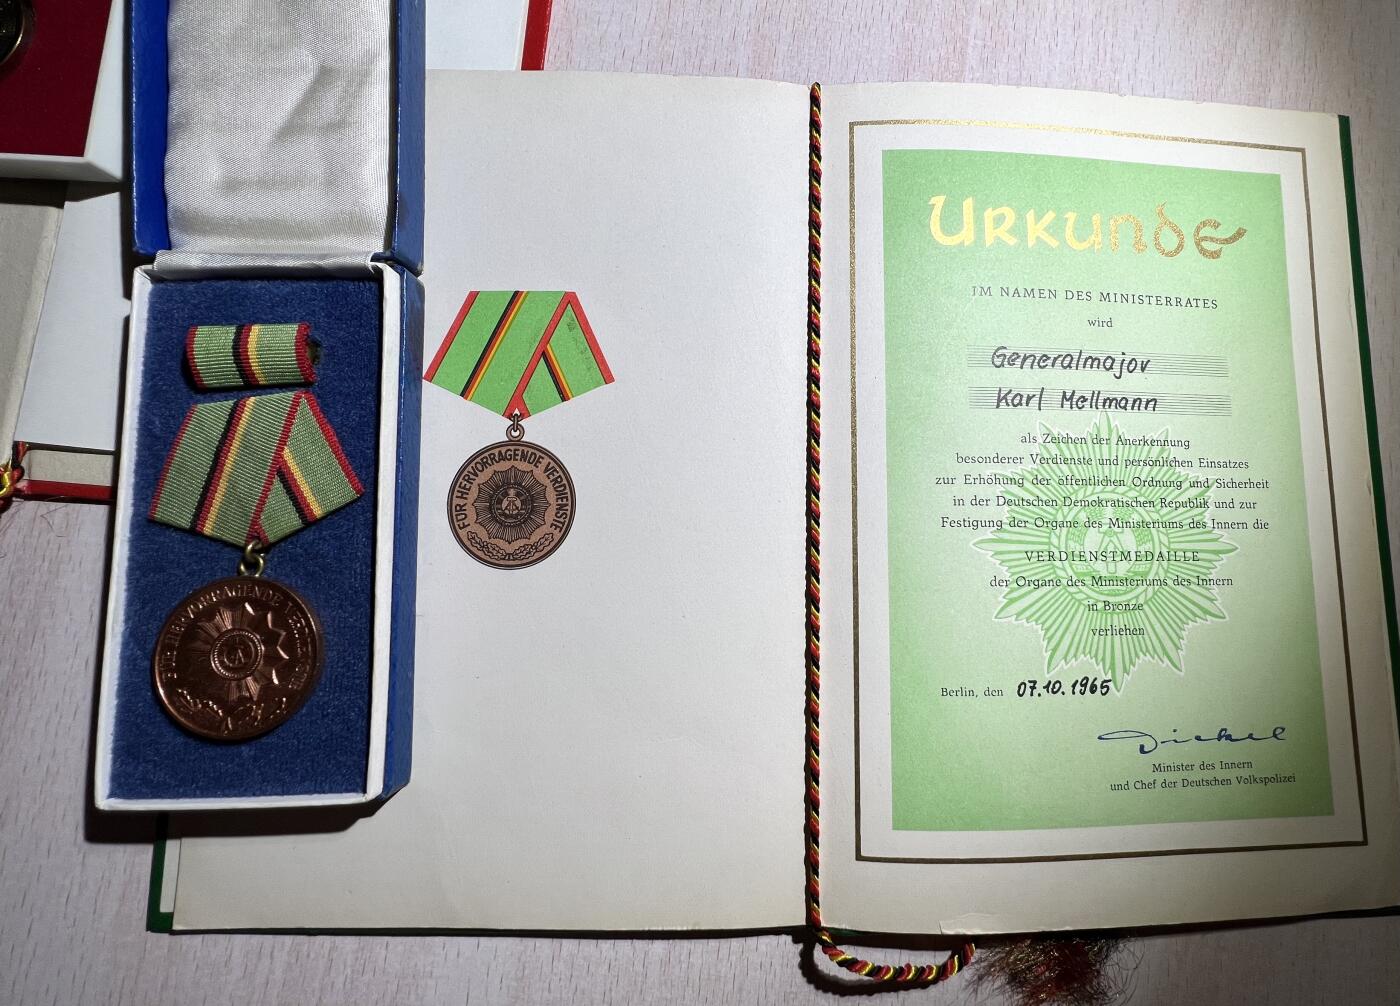 FÜR HERVORRAGENDE VERDIENSTE
FÜR HERVORRAGENDE VERDIENSTE
Urkunde
IM NAMEN DES MINISTERRATES
wird
Generalmajor
Karl Mellmann
als Zeichen der Anerkennung
besonderer Verdienste und persönlichen Einsatzes
zur Erhöhung der öffentlichen Ordnung und Sicherheit
in der Deutschen Demokratischen Republik und zur
Festigung der Organe des Ministeriums des Innern die
VERDIENSTMEDAILLE
der Organe des Ministeriums des Innern
in Bronze
verliehen
Berlin, den 07.10.1965
Dickel
Minister des Innern
und Chef der Deutschen Volkspolizei